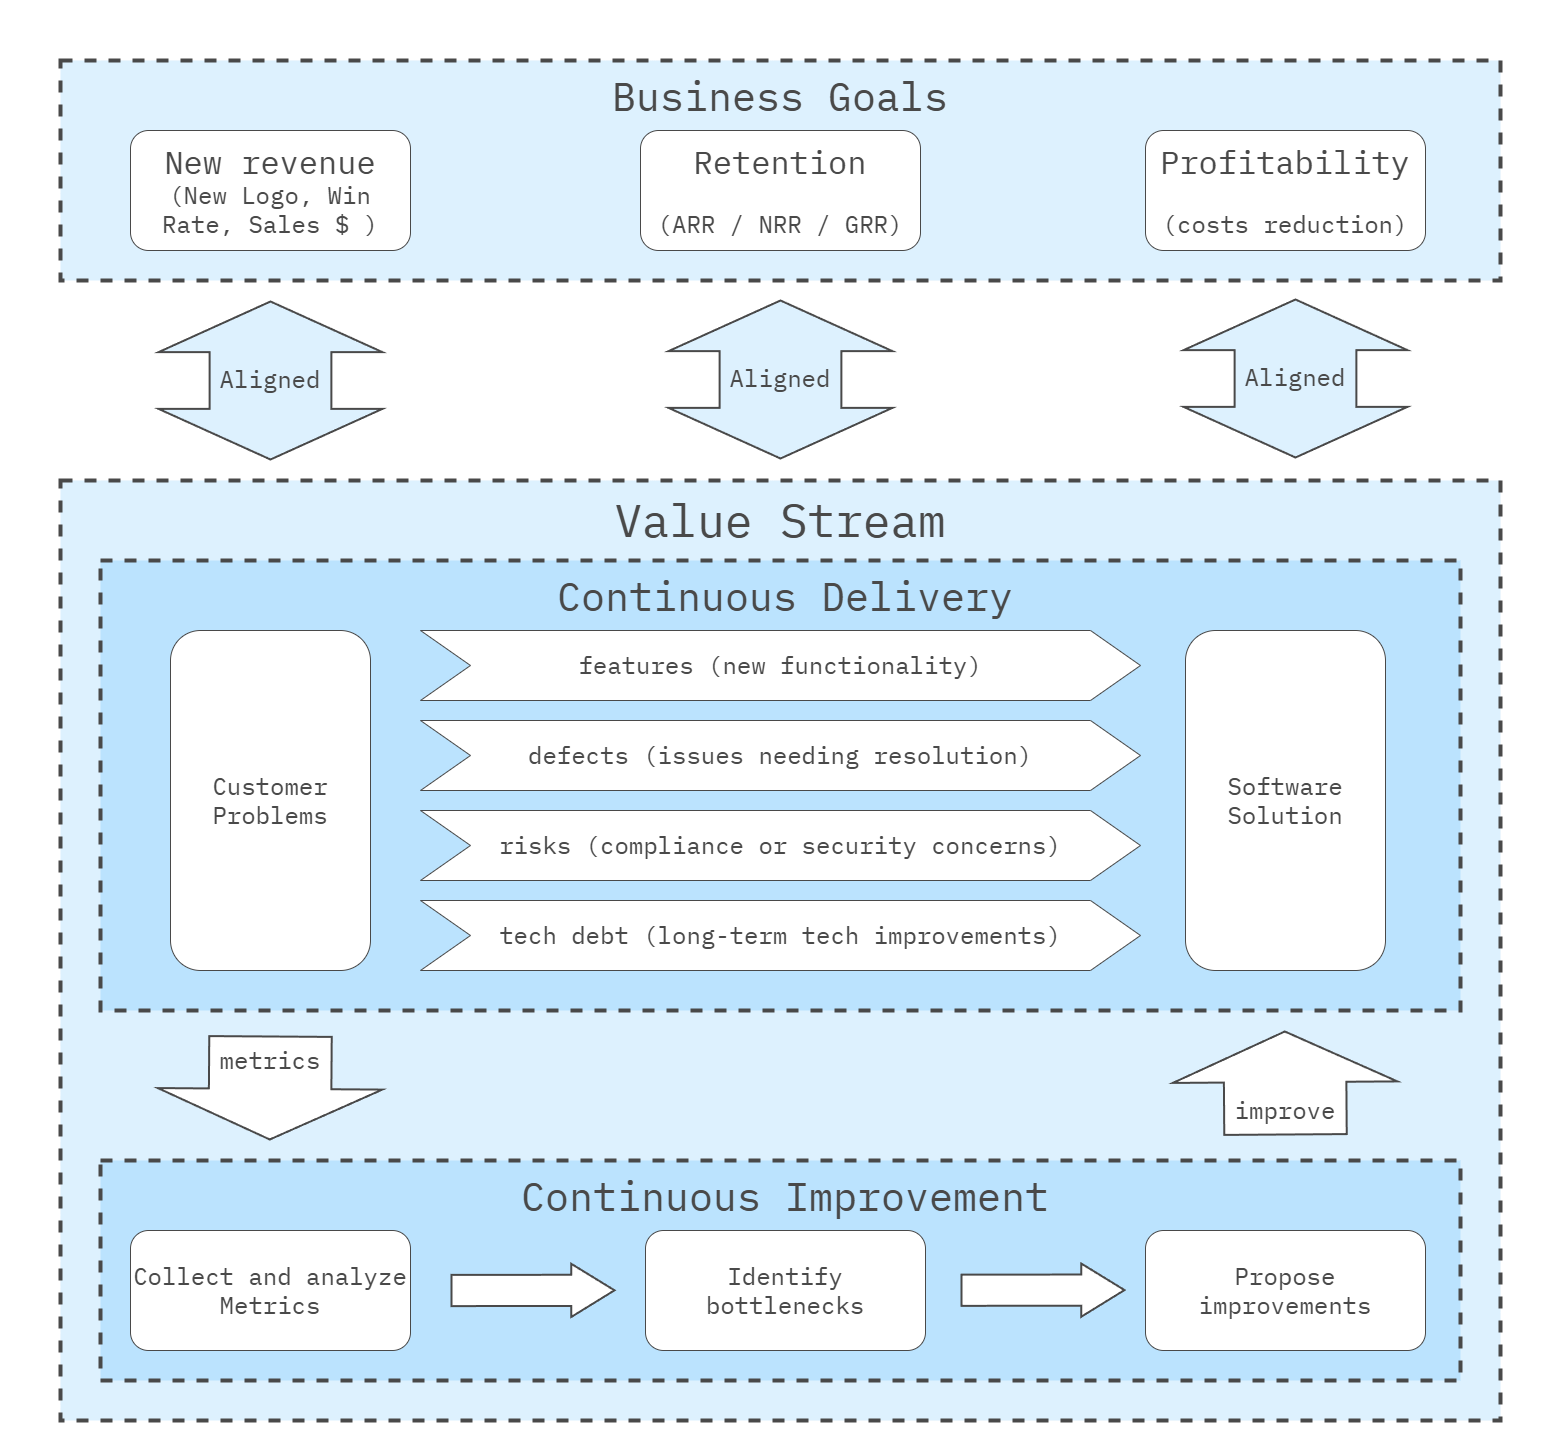 Business Goals
New revenue
(New Logo, Win
Rate, Sales $ )
Retention
(ARR / NRR / GRR)
Profitability
(costs reduction)
Aligned
Aligned
Aligned
Value Stream
Continuous Delivery
Customer
Problems
features (new functionality)
defects (issues needing resolution)
risks (compliance or security concerns)
tech debt (long-term tech improvements)
Software
Solution
metrics
improve
Continuous Improvement
Collect and analyze
Metrics
Identify
bottlenecks
Propose
improvements